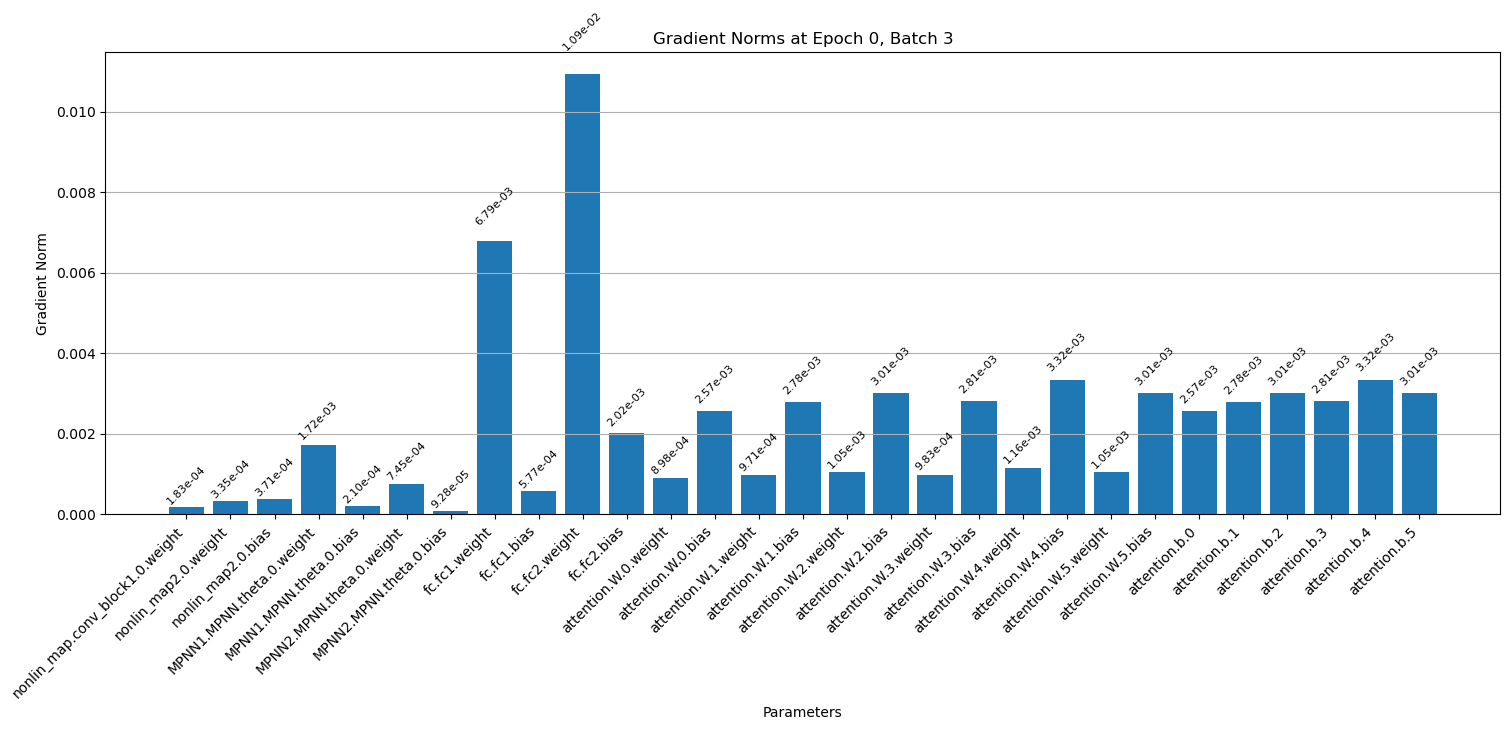 Gradient Norms at Epoch 0, Batch 3
Gradient Norm
0.010
0.008
0.006
0.004
0.002
0.000
1.83e-04
3.35e-04
3.71e-04
1.72e-03
2.10e-04
7.45e-04
9.28e-05
6.79e-03
5.77e-04
1.09e-02
2.02e-03
8.98e-04
2.57e-03
9.71e-04
2.78e-03
1.05e-03
3.01e-03
9.83e-04
2.81e-03
1.16e-03
3.32e-03
1.05e-03
3.01e-03
2.57e-03
2.78e-03
3.01e-03
2.81e-03
3.32e-03
3.01e-03
nonlin_map.conv_block1.0.weight
nonlin_map2.0.weight
nonlin_map2.0.bias
MPNN1.MPNN.theta.0.weight
MPNN1.MPNN.theta.0.bias
MPNN2.MPNN.theta.0.weight
MPNN2.MPNN.theta.0.bias
fc.fc1.weight
fc.fc1.bias
fc.fc2.weight
fc.fc2.bias
attention.W.0.weight
attention.W.0.bias
attention.W.1.weight
attention.W.1.bias
attention.W.2.weight
attention.W.2.bias
attention.W.3.weight
attention.W.3.bias
attention.W.4.weight
attention.W.4.bias
attention.W.5.weight
attention.W.5.bias
attention.b.0
attention.b.1
attention.b.2
attention.b.3
attention.b.4
attention.b.5
Parameters